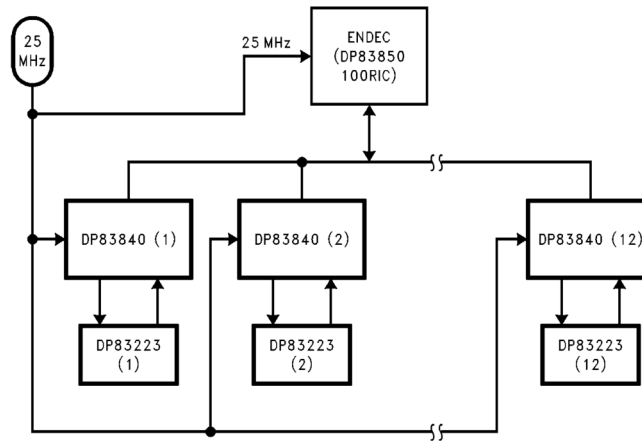 25
MHz
25 MHz
ENDEC
(DP83850
100RIC)
DP83840 (1)
DP83840 (2)
DP83840 (12)
DP83223
(1)
DP83223
(2)
DP83223
(12)